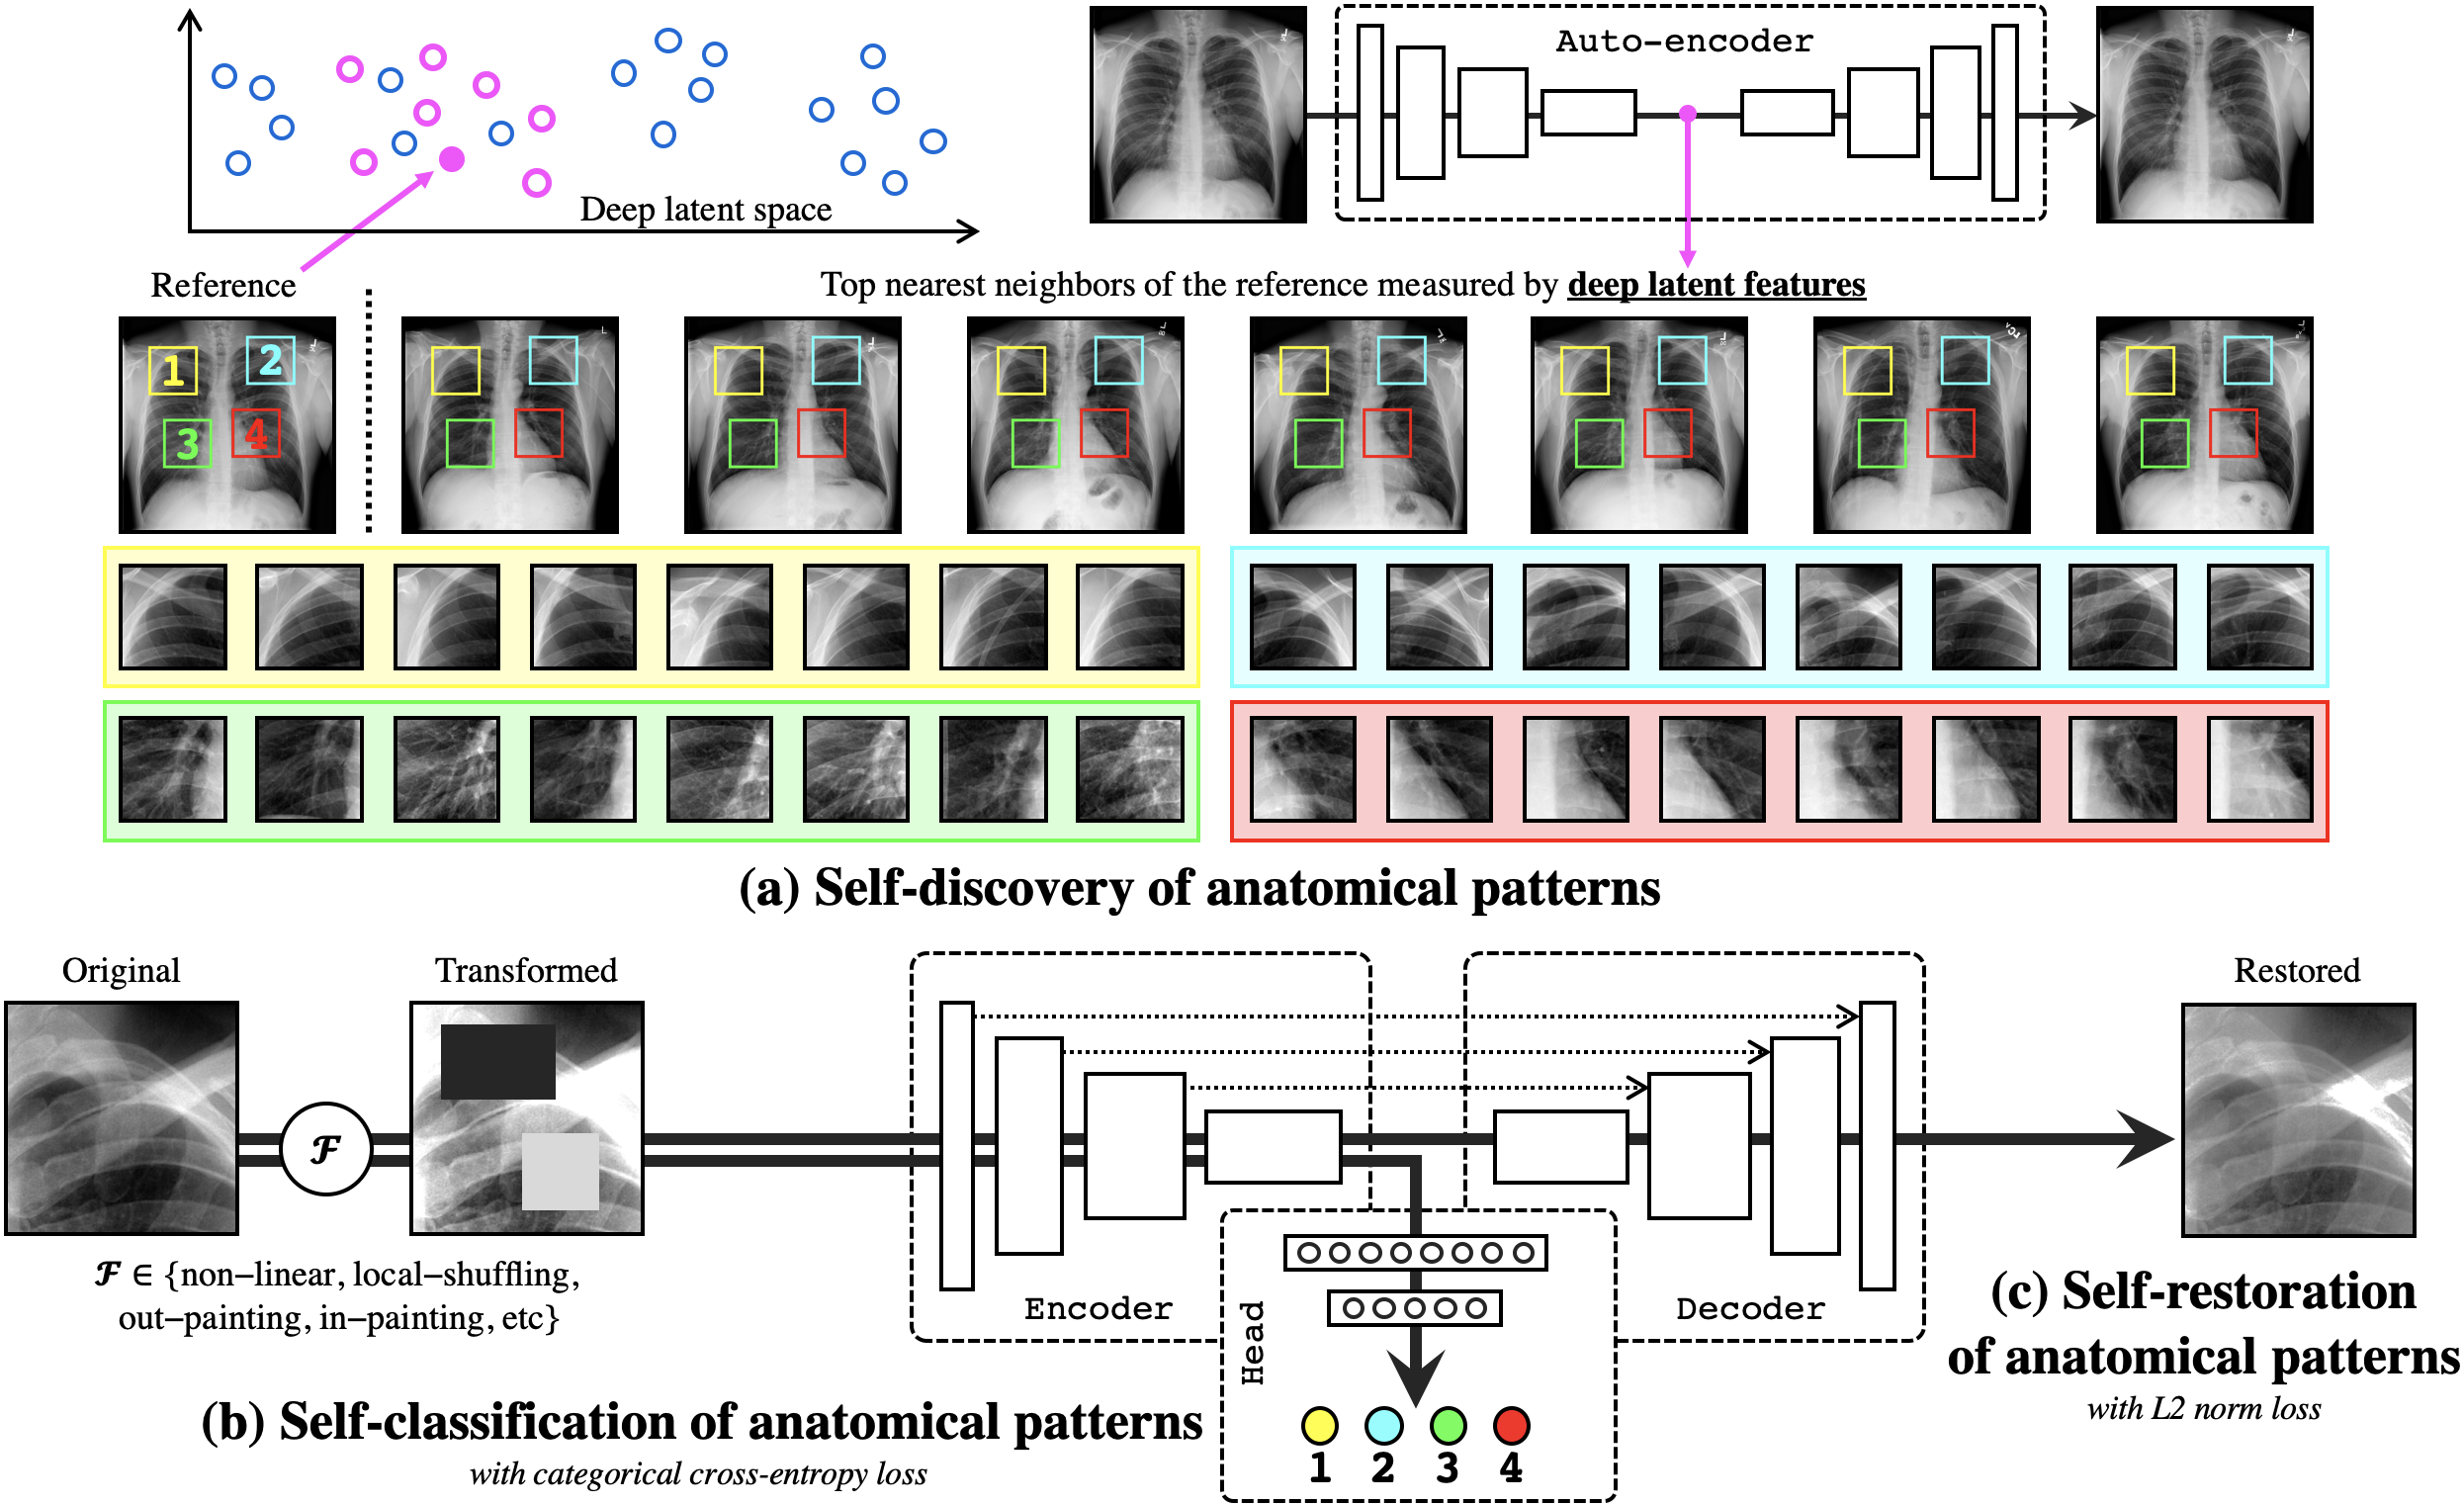 Auto-encoder
Deep latent space
Reference
Top nearest neighbors of the reference measured by deep latent features
1
2
3
4
(a) Self-discovery of anatomical patterns
Original
Transformed
Restored
ℱ
ℱ ∈ {non–linear, local–shuffling,
out–painting, in–painting, etc}
Encoder
Head
Decoder
(c) Self-restoration
of anatomical patterns
with L2 norm loss
(b) Self-classification of anatomical patterns
with categorical cross-entropy loss
1 2 3 4